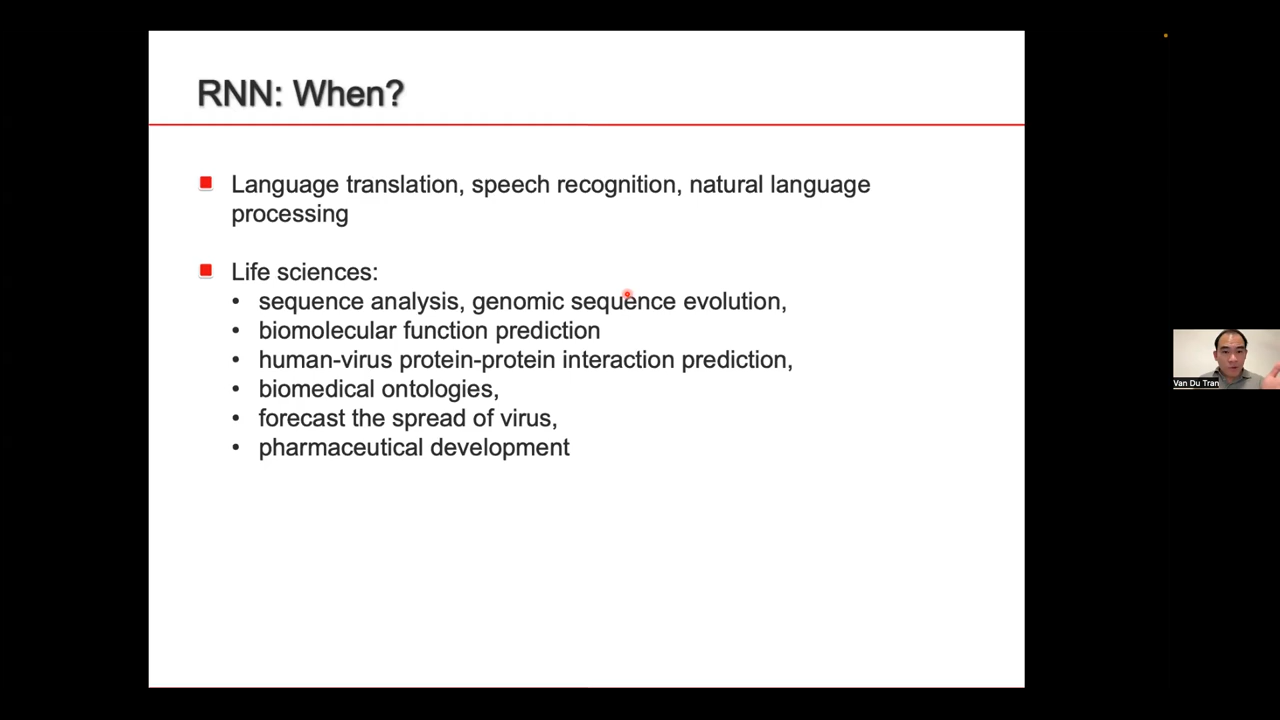 RNN: When?
Language translation, speech recognition, natural language
processing
Life sciences:
• sequence analysis, genomic sequence evolution,
• biomolecular function prediction
• human-virus protein-protein interaction prediction,
• biomedical ontologies,
• forecast the spread of virus,
• pharmaceutical development
Van Du Tran